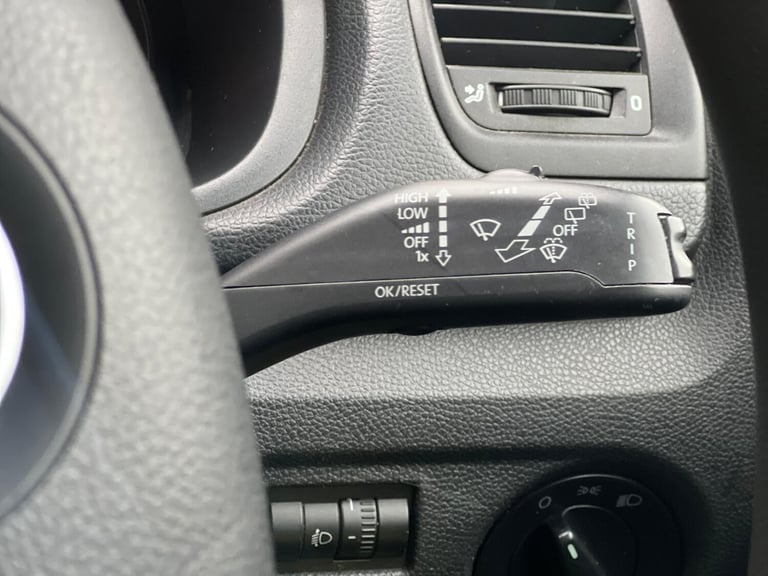 HIGH
LOW
OFF
1x
OFF
TRIP
OK/RESET
0